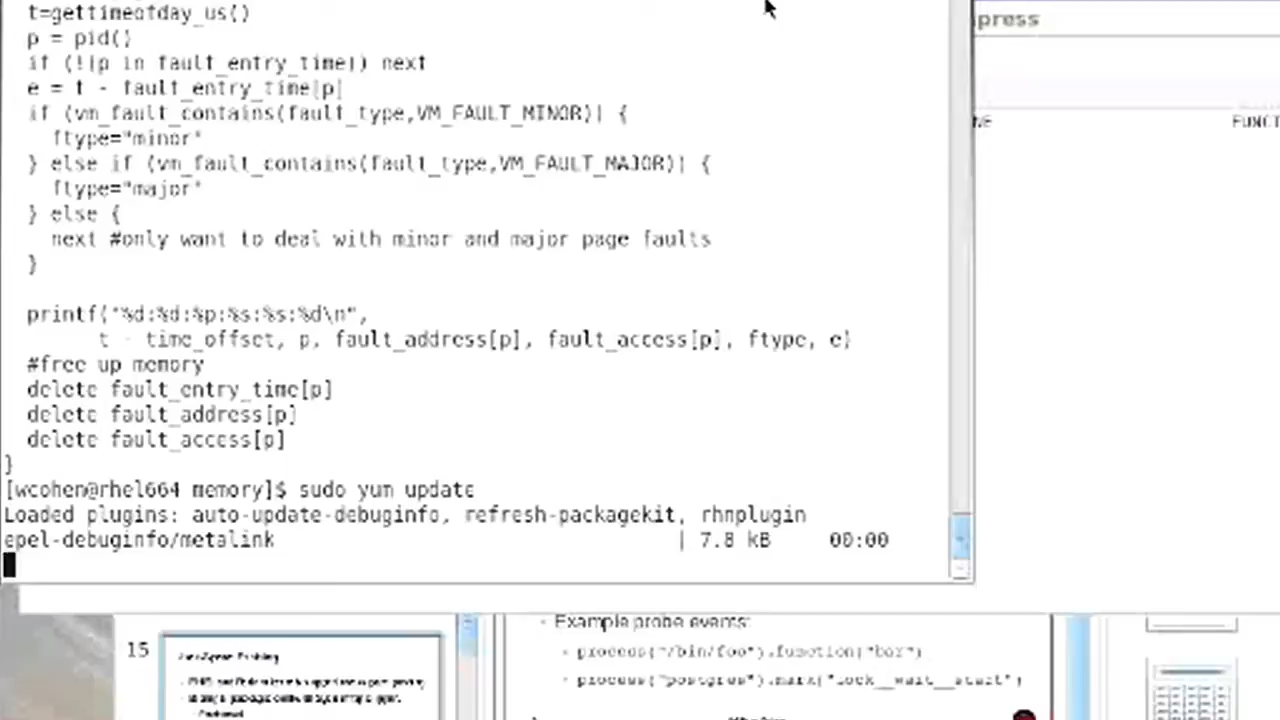 t=gettimeofday_us()
p = pid()
if (!(p in fault_entry_time)) next
e = t - fault_entry_time[p]
if (vm_fault_contains(fault_type,VM_FAULT_MINOR)) {
ftype="minor"
} else if (vm_fault_contains(fault_type,VM_FAULT_MAJOR)) {
ftype="major"
} else {
next #only want to deal with minor and major page faults
}
printf("%d:%d:%p:%s:%s:%d\n",
t - time_offset, p, fault_address[p], fault_access[p], ftype, e)
#free up memory
delete fault_entry_time[p]
delete fault_address[p]
delete fault_access[p]
}
[wcohen@rhel664 memory]$ sudo yum update
Loaded plugins: auto-update-debuginfo, refresh-packagekit, rhnplugin
epel-debuginfo/metalink | 7.8 kB 00:00
press
NE FUNCT
15
- Example probe events:
- process("/bin/foo").function("bar")
- process("postgres").mark("lock__wait__start")